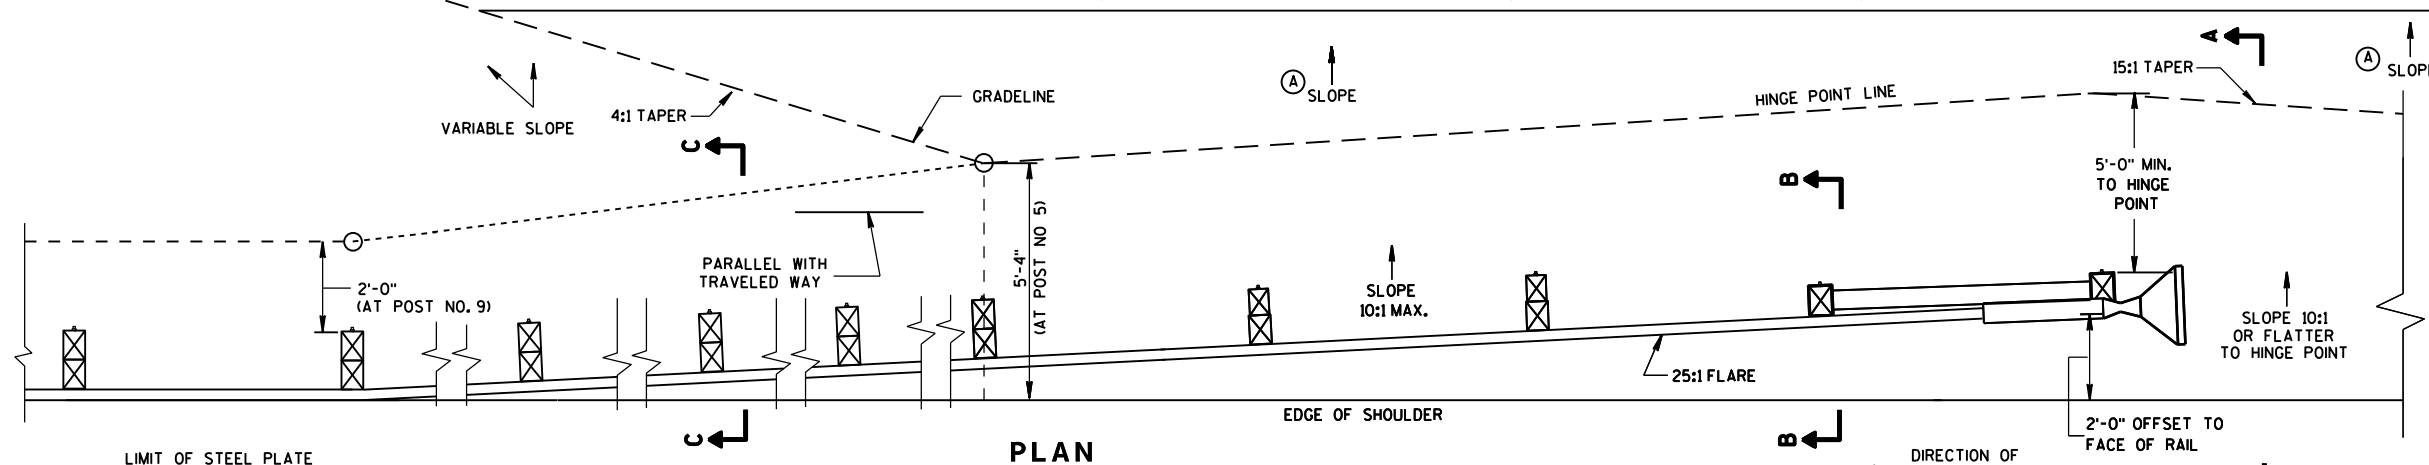 A
15:1 TAPER
A
SLOPE
A
SLOPE
GRADELINE
HINGE POINT LINE
4:1 TAPER
VARIABLE SLOPE
C
B
5'-0" MIN.
TO HINGE
POINT
5'-4"
(AT POST NO 5)
PARALLEL WITH
TRAVELED WAY
2'-0"
(AT POST NO. 9)
SLOPE
10:1 MAX.
SLOPE 10:1
OR FLATTER
TO HINGE POINT
25:1 FLARE
EDGE OF SHOULDER
C
B
2'-0" OFFSET TO
FACE OF RAIL
PLAN
LIMIT OF STEEL PLATE
DIRECTION OF